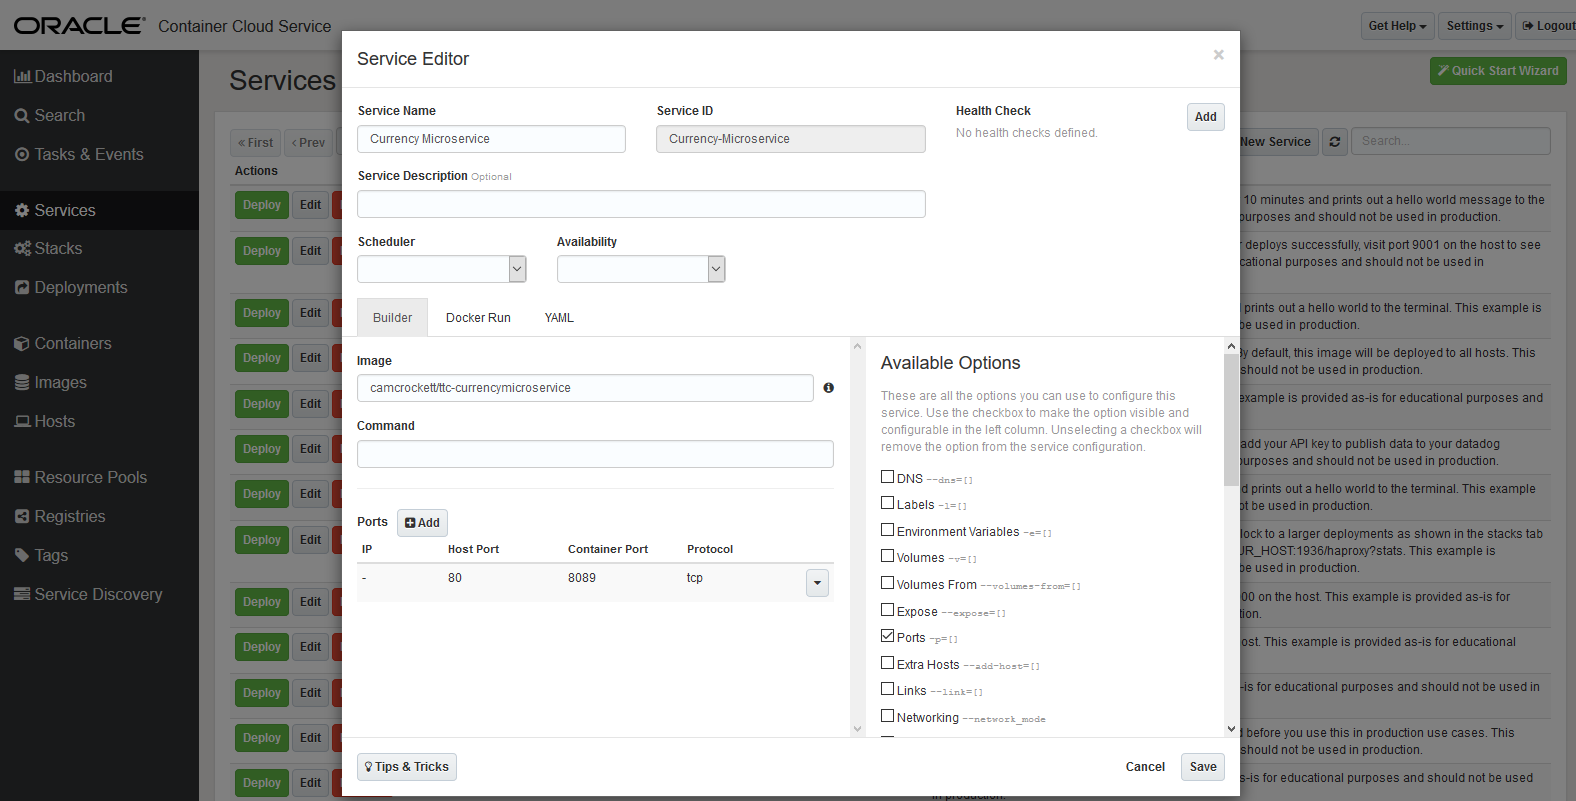 ORACLE® Container Cloud Service
Get Help
Settings
Logout
Dashboard
Search
Tasks & Events
Services
Stacks
Deployments
Containers
Images
Hosts
Resource Pools
Registries
Tags
Service Discovery
Services
Quick Start Wizard
« First
‹ Prev
New Service
Search...
Actions
Deploy Edit
10 minutes and prints out a hello world message to the
purposes and should not be used in production.
Deploy Edit
deploys successfully, visit port 9001 on the host to see
educational purposes and should not be used in
Deploy Edit
prints out a hello world to the terminal. This example is
be used in production.
Deploy Edit
By default, this image will be deployed to all hosts. This
should not be used in production.
Deploy Edit
example is provided as-is for educational purposes and
Deploy Edit
add your API key to publish data to your datadog
purposes and should not be used in production.
Deploy Edit
prints out a hello world to the terminal. This example
be used in production.
Deploy Edit
lock to a larger deployments as shown in the stacks tab
UR_HOST:1936/haproxy?stats. This example is
be used in production.
Deploy Edit
00 on the host. This example is provided as-is for
Deploy Edit
ost. This example is provided as-is for educational
Deploy Edit
-is for educational purposes and should not be used in
Deploy Edit
before you use this in production use cases. This
should not be used in production.
Deploy Edit
s-is for educational purposes and should not be used
in production.
Service Editor
×
Service Name
Currency Microservice
Service ID
Currency-Microservice
Health Check
No health checks defined.
Add
Service Description Optional
Scheduler
Availability
Builder
Docker Run
YAML
Image
camcrockett/ttc-currencymicroservice
Command
Ports
Add
IP Host Port Container Port Protocol
- 80 8089 tcp
Available Options
These are all the options you can use to configure this
service. Use the checkbox to make the option visible and
configurable in the left column. Unselecting a checkbox will
remove the option from the service configuration.
DNS --dns=[]
Labels -l=[]
Environment Variables -e=[]
Volumes -v=[]
Volumes From --volumes-from=[]
Expose --expose=[]
Ports -p=[]
Extra Hosts --add-host=[]
Links --link=[]
Networking --network_mode
Tips & Tricks
Cancel
Save